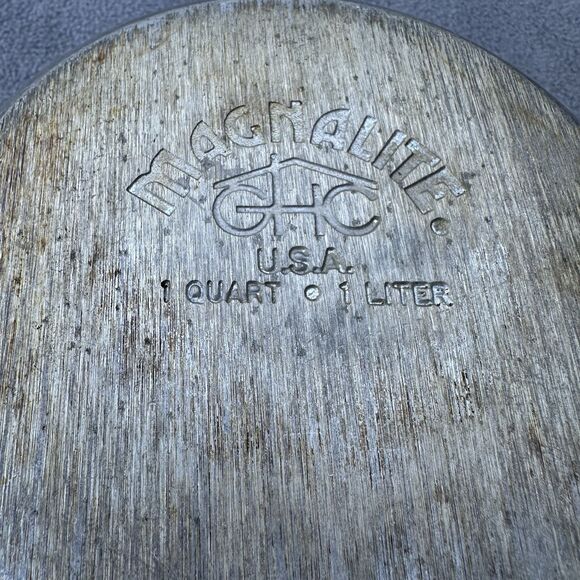 MAGNALITE.
GHC
U.S.A.
1 QUART • 1 LITER